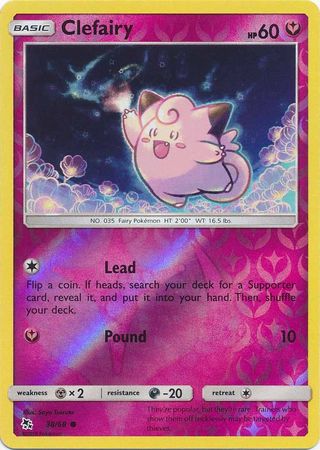 BASIC Clefairy HP60
NO. 035 Fairy Pokémon HT: 2'00" WT: 16.5 lbs.
Lead
Flip a coin. If heads, search your deck for a Supporter
card, reveal it, and put it into your hand. Then, shuffle
your deck.
Pound 10
weakness ×2 resistance -20 retreat
Illus. Saya Tsuruta
38/68
They're popular, but they're rare. Trainers who
show them off recklessly may be targeted by
thieves.